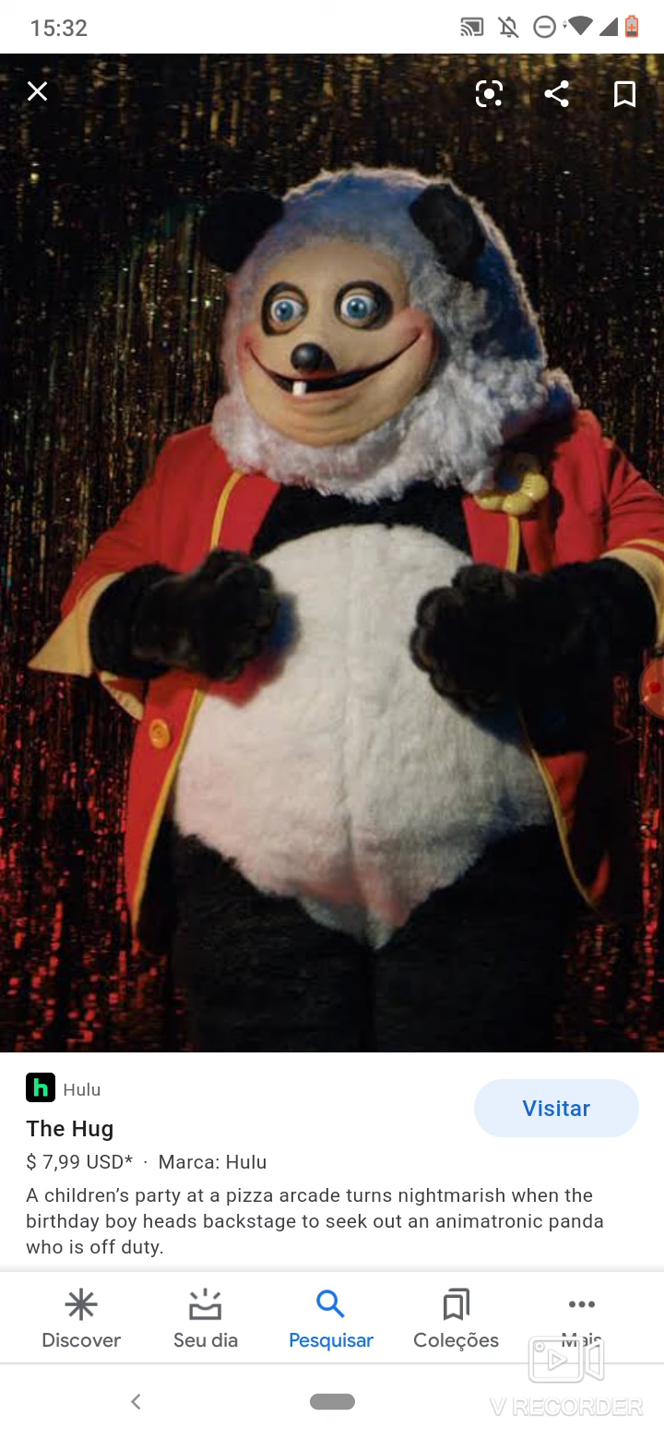 15:32
h Hulu
Visitar
The Hug
$ 7,99 USD* · Marca: Hulu
A children’s party at a pizza arcade turns nightmarish when the
birthday boy heads backstage to seek out an animatronic panda
who is off duty.
Discover Seu dia Pesquisar Coleções Mais
V RECORDER